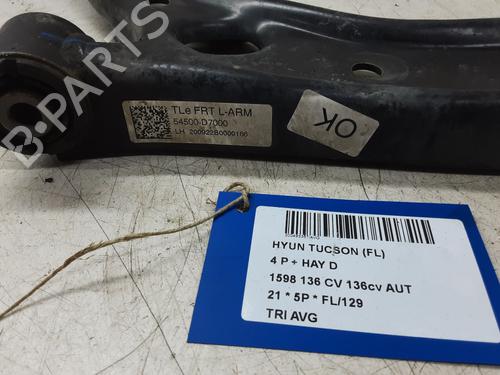 TLe FRT L-ARM
54500-D7000
LH 200922B0000166
OK
HYUN TUCSON (FL)
4 P + HAY D
1598 136 CV 136cv AUT
21 * 5P * FL/129
TRI AVG
B-Parts